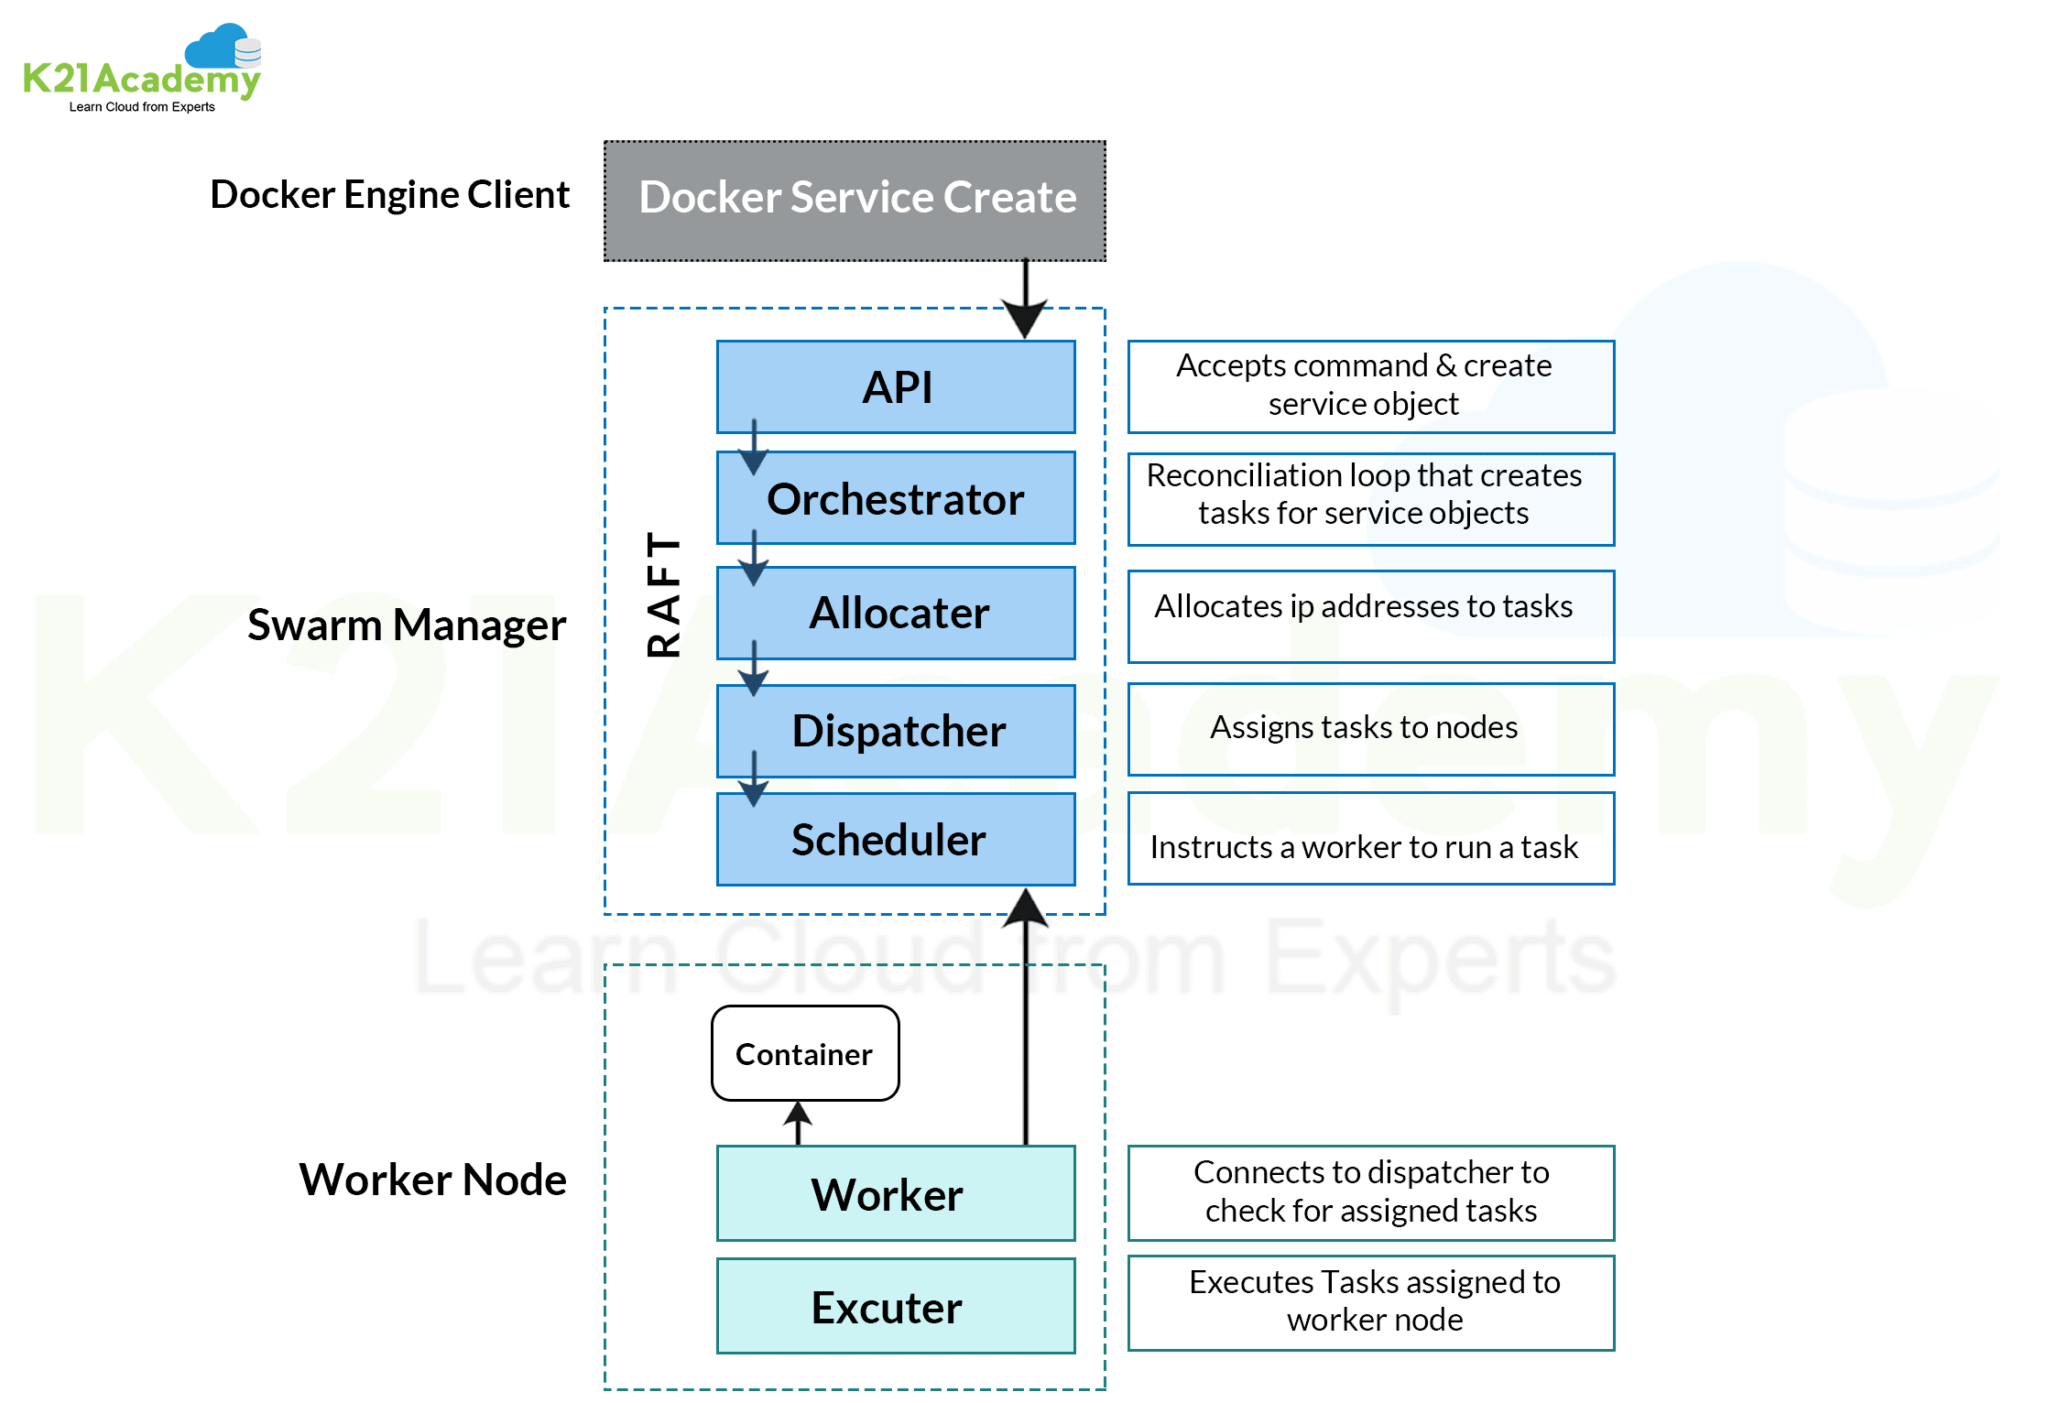 K21Academy
Learn Cloud from Experts
Docker Engine Client
Docker Service Create
Swarm Manager
RAFT
API
Accepts command & create
service object
Orchestrator
Reconciliation loop that creates
tasks for service objects
Allocater
Allocates ip addresses to tasks
Dispatcher
Assigns tasks to nodes
Scheduler
Instructs a worker to run a task
K21Academy
Learn Cloud from Experts
Worker Node
Container
Worker
Connects to dispatcher to
check for assigned tasks
Excuter
Executes Tasks assigned to
worker node